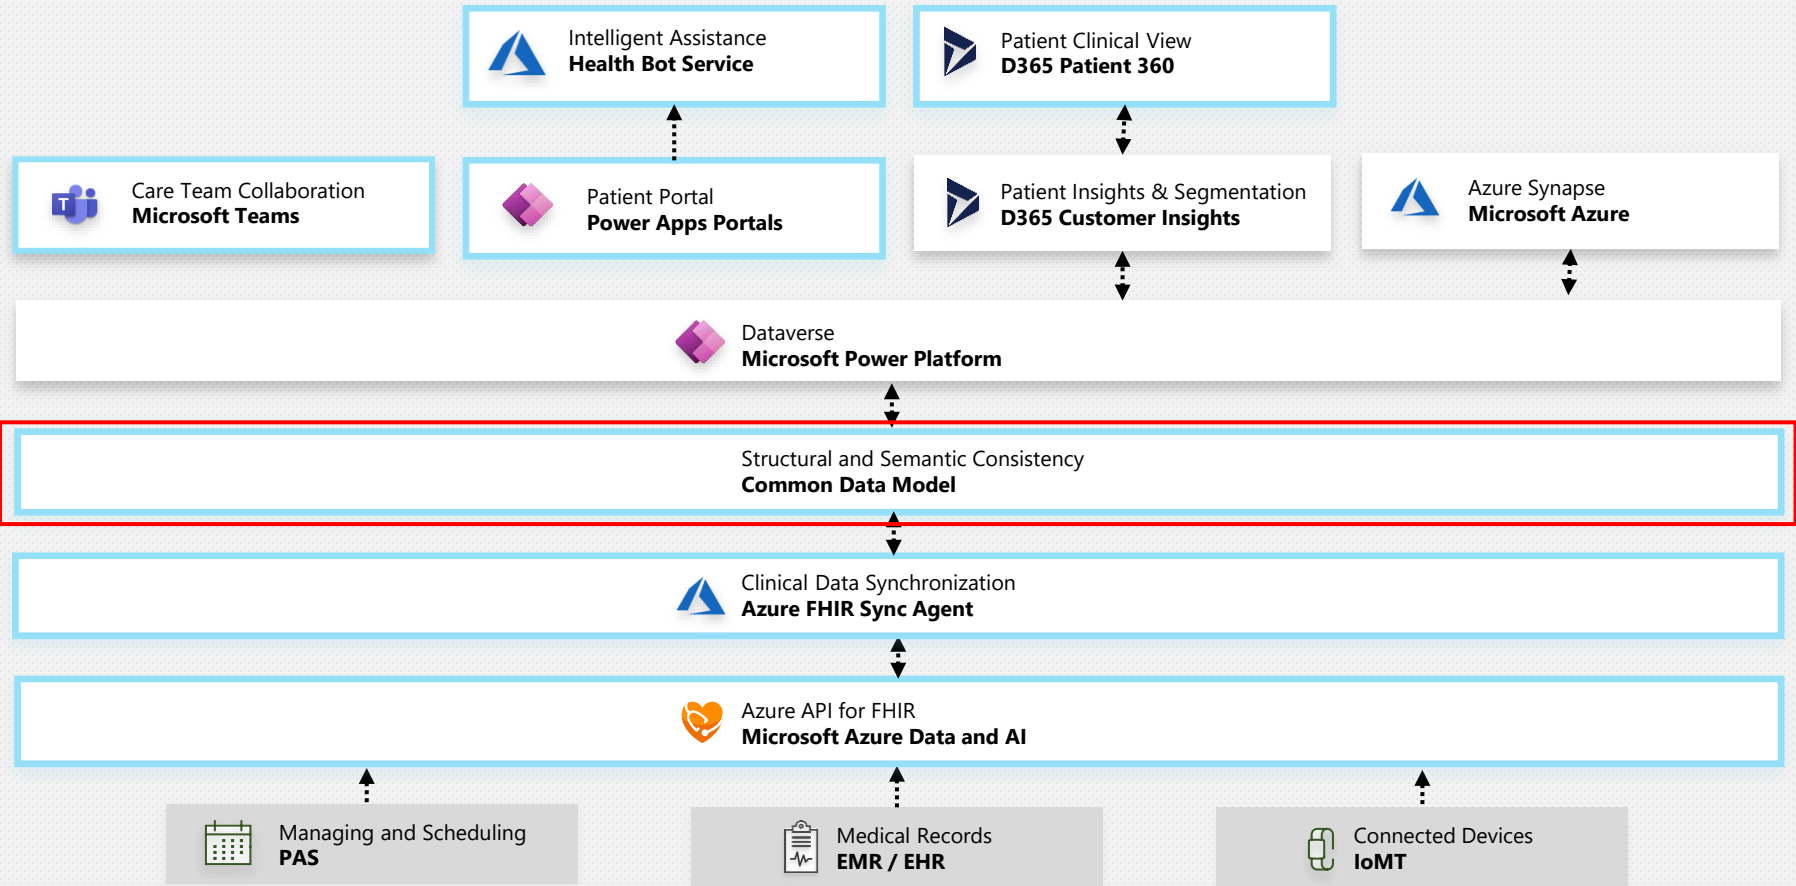 Intelligent Assistance
Health Bot Service
Patient Clinical View
D365 Patient 360
T
Care Team Collaboration
Microsoft Teams
Patient Portal
Power Apps Portals
Patient Insights & Segmentation
D365 Customer Insights
Azure Synapse
Microsoft Azure
Dataverse
Microsoft Power Platform
Structural and Semantic Consistency
Common Data Model
Clinical Data Synchronization
Azure FHIR Sync Agent
Azure API for FHIR
Microsoft Azure Data and AI
Managing and Scheduling
PAS
Medical Records
EMR / EHR
Connected Devices
IoMT